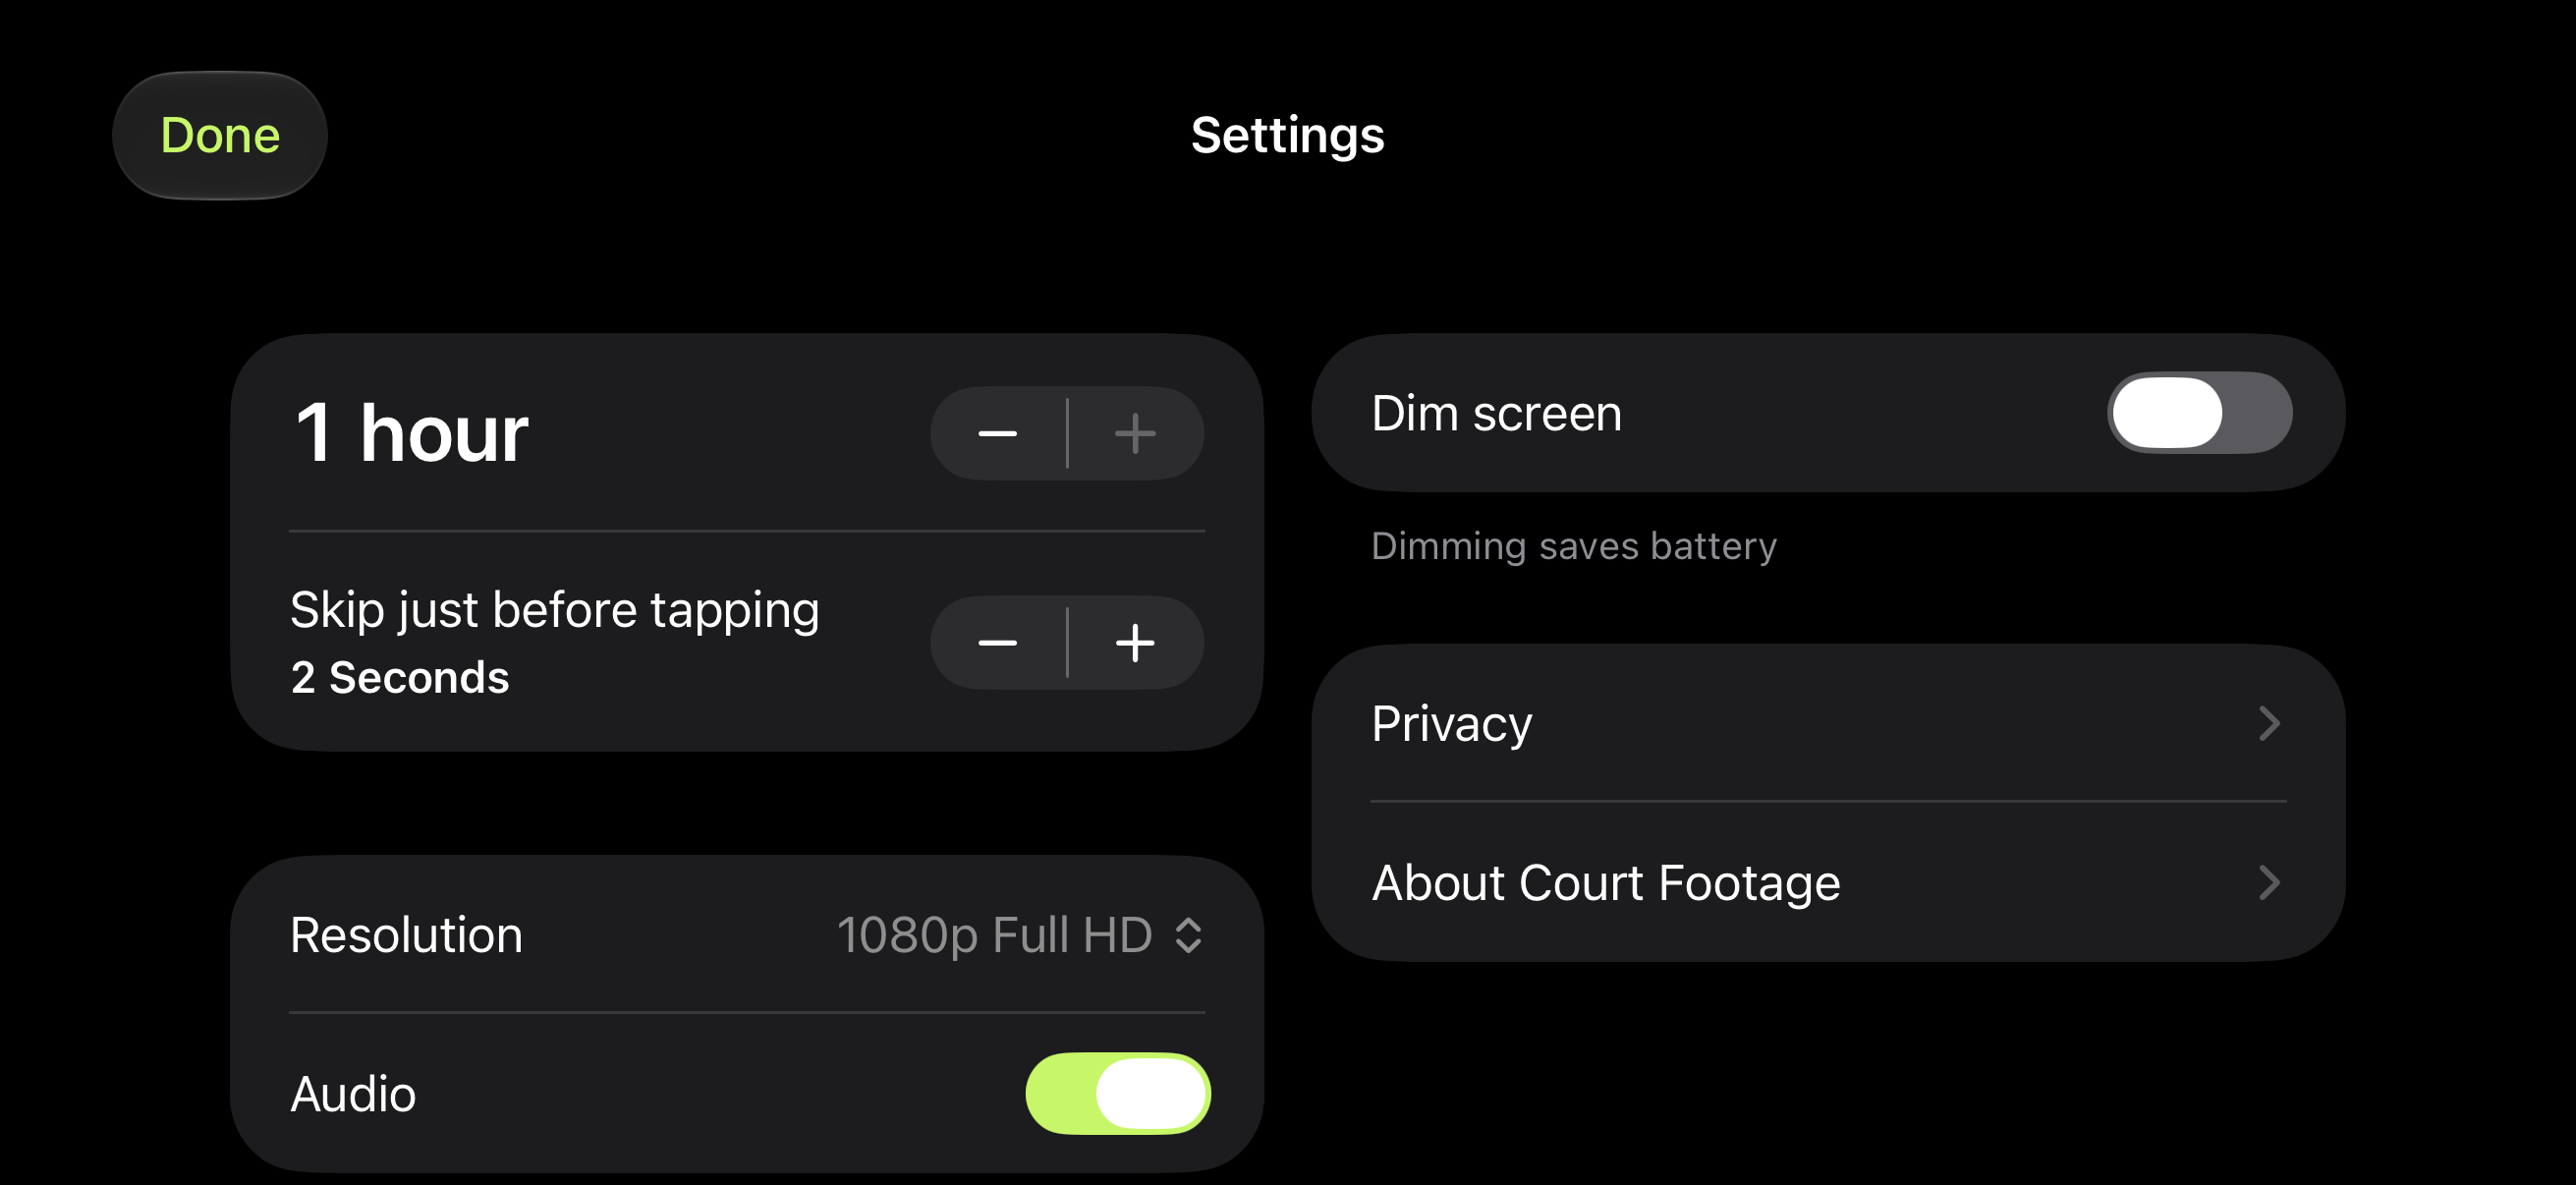 Done
Settings
1 hour
Skip just before tapping
2 Seconds
Resolution
1080p Full HD
Audio
Dim screen
Dimming saves battery
Privacy
About Court Footage